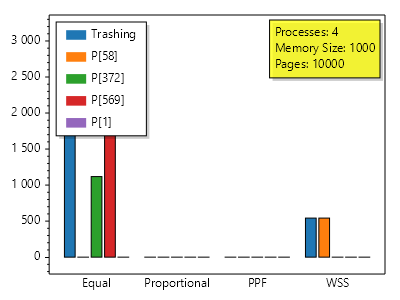 3 000
2 500
2 000
1 500
1 000
500
0
Trashing
P[58]
P[372]
P[569]
P[1]
Processes: 4
Memory Size: 1000
Pages: 10000
Equal Proportional PPF WSS